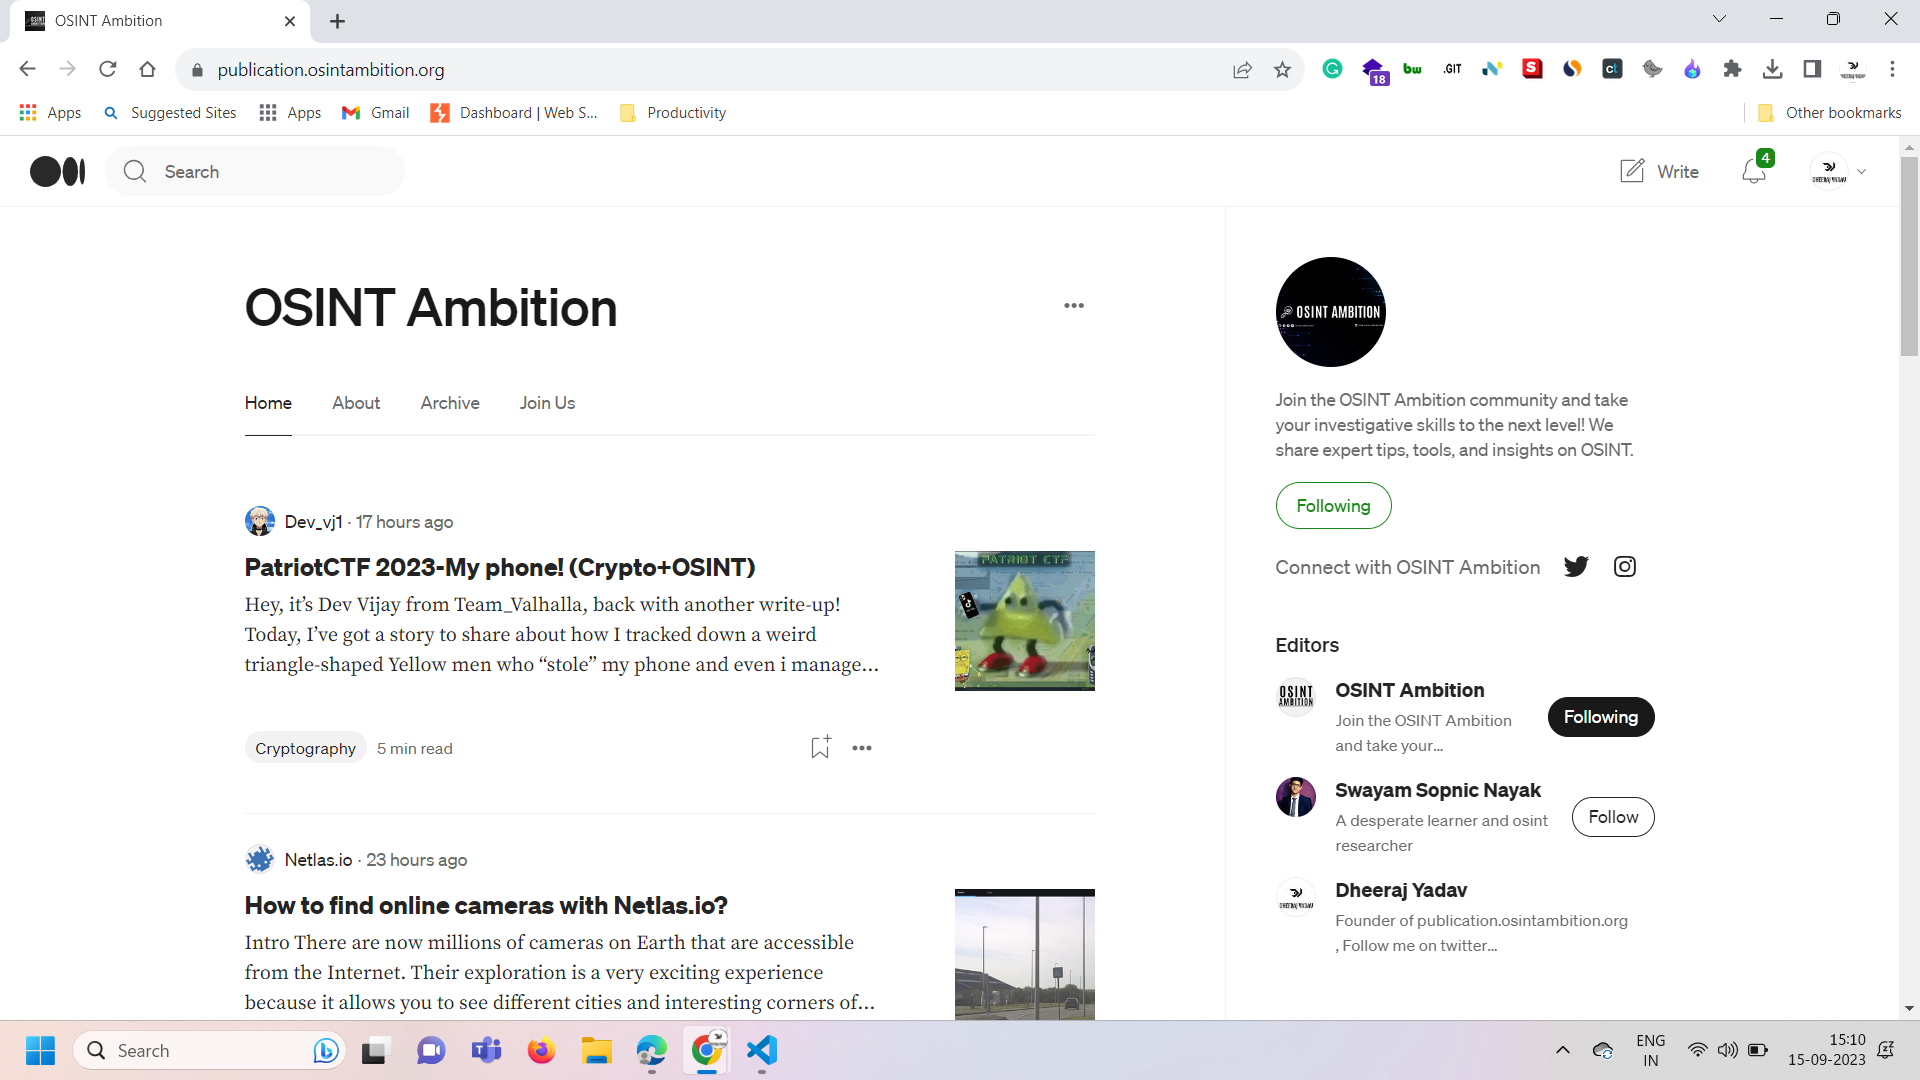 OSINT Ambition
publication.osintambition.org
18
bw
.GIT
Apps
Suggested Sites
Apps
Gmail
Dashboard | Web S...
Productivity
Other bookmarks
Search
Write
4
DHEERAJ YADAV
OSINT Ambition
OSINT AMBITION
Home
About
Archive
Join Us
Join the OSINT Ambition community and take
your investigative skills to the next level! We
share expert tips, tools, and insights on OSINT.
Following
Connect with OSINT Ambition
Dev_vj1 · 17 hours ago
PatriotCTF 2023-My phone! (Crypto+OSINT)
Hey, it’s Dev Vijay from Team_Valhalla, back with another write-up!
Today, I’ve got a story to share about how I tracked down a weird
triangle-shaped Yellow men who “stole” my phone and even i manage…
PATRIOT CTF
Cryptography
5 min read
Netlas.io · 23 hours ago
How to find online cameras with Netlas.io?
Intro There are now millions of cameras on Earth that are accessible
from the Internet. Their exploration is a very exciting experience
because it allows you to see different cities and interesting corners of…
Editors
OSINT
AMBITION
OSINT Ambition
Join the OSINT Ambition
and take your...
Following
Swayam Sopnic Nayak
A desperate learner and osint
researcher
Follow
DHEERAJ YADAV
Dheeraj Yadav
Founder of publication.osintambition.org
, Follow me on twitter...
Search
ENG
IN
15:10
15-09-2023